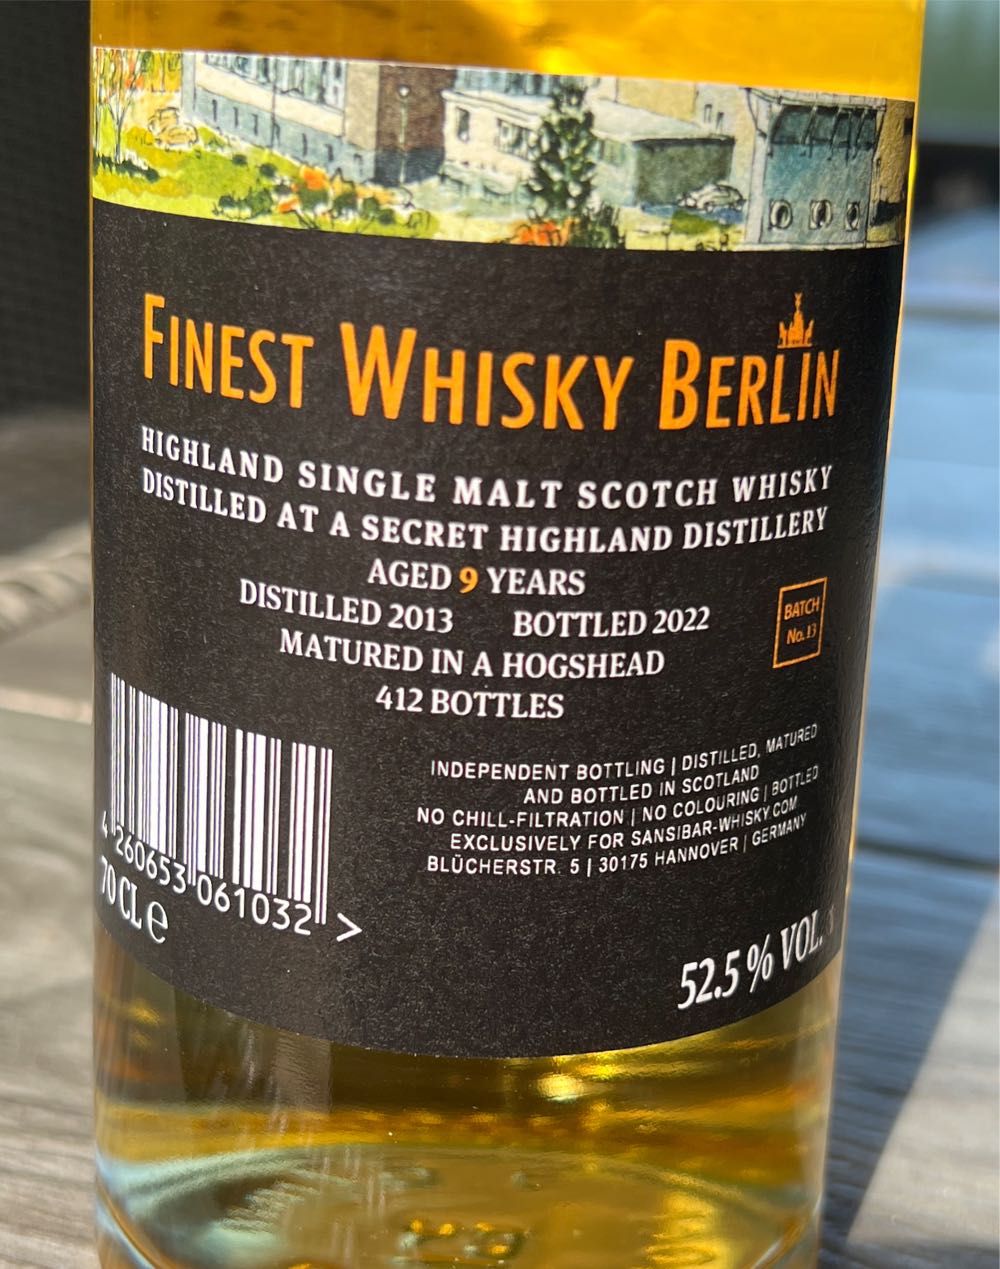 FINEST WHISKY BERLIN
HIGHLAND SINGLE MALT SCOTCH WHISKY
DISTILLED AT A SECRET HIGHLAND DISTILLERY
AGED 9 YEARS
DISTILLED 2013 BOTTLED 2022
MATURED IN A HOGSHEAD
412 BOTTLES
BATCH
No. 13
INDEPENDENT BOTTLING | DISTILLED, MATURED
AND BOTTLED IN SCOTLAND
NO CHILL-FILTRATION | NO COLOURING | BOTTLED
EXCLUSIVELY FOR SANSIBAR-WHISKY.COM
BLÜCHERSTR. 5 | 30175 HANNOVER | GERMANY
4 260653 061032 >
70 CL e
52.5 % VOL.